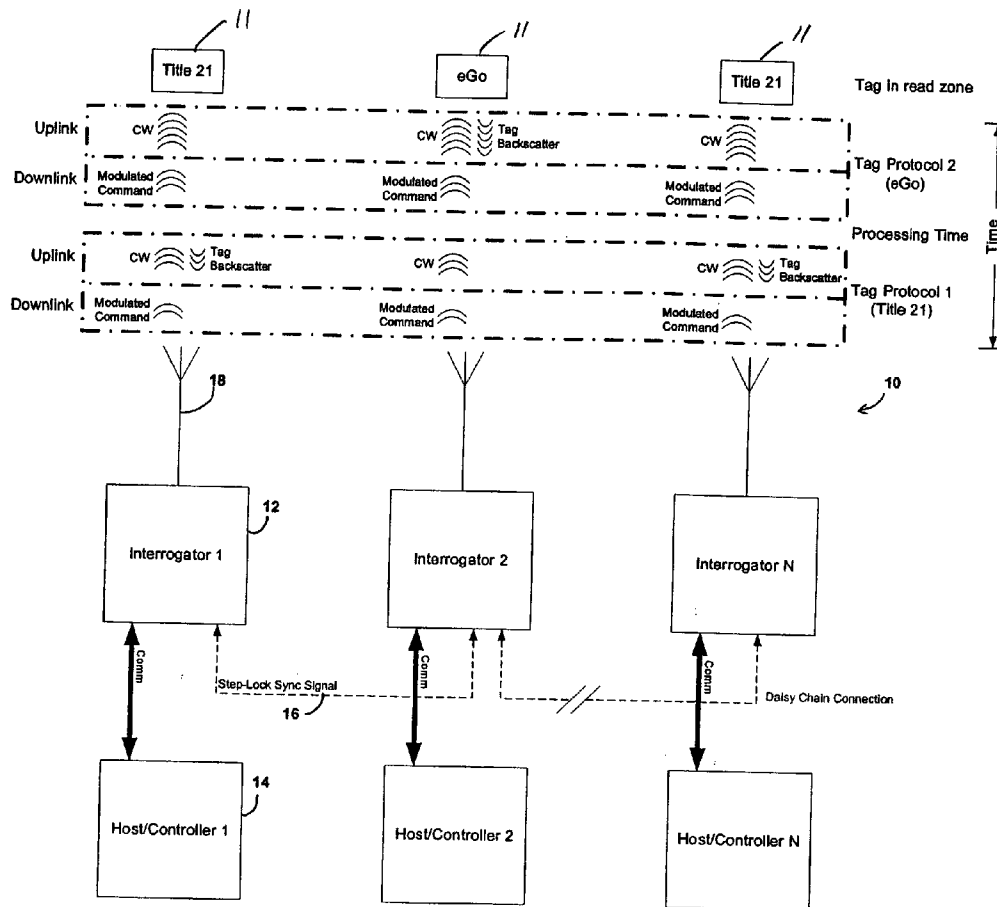 11
11
11
Title 21
eGo
Title 21
Tag In read zone
Uplink
CW
CW
Tag
Backscatter
CW
Tag Protocol 2
(eGo)
Downlink
Modulated
Command
Modulated
Command
Modulated
Command
Processing Time
Time
Uplink
CW
Tag
Backscatter
CW
CW
Tag
Backscatter
Downlink
Modulated
Command
Modulated
Command
Modulated
Command
Tag Protocol 1
(Title 21)
18
10
12
Interrogator 1
Interrogator 2
Interrogator N
Comm
Comm
Comm
Step-Lock Sync Signal
16
Daisy Chain Connection
14
Host/Controller 1
Host/Controller 2
Host/Controller N